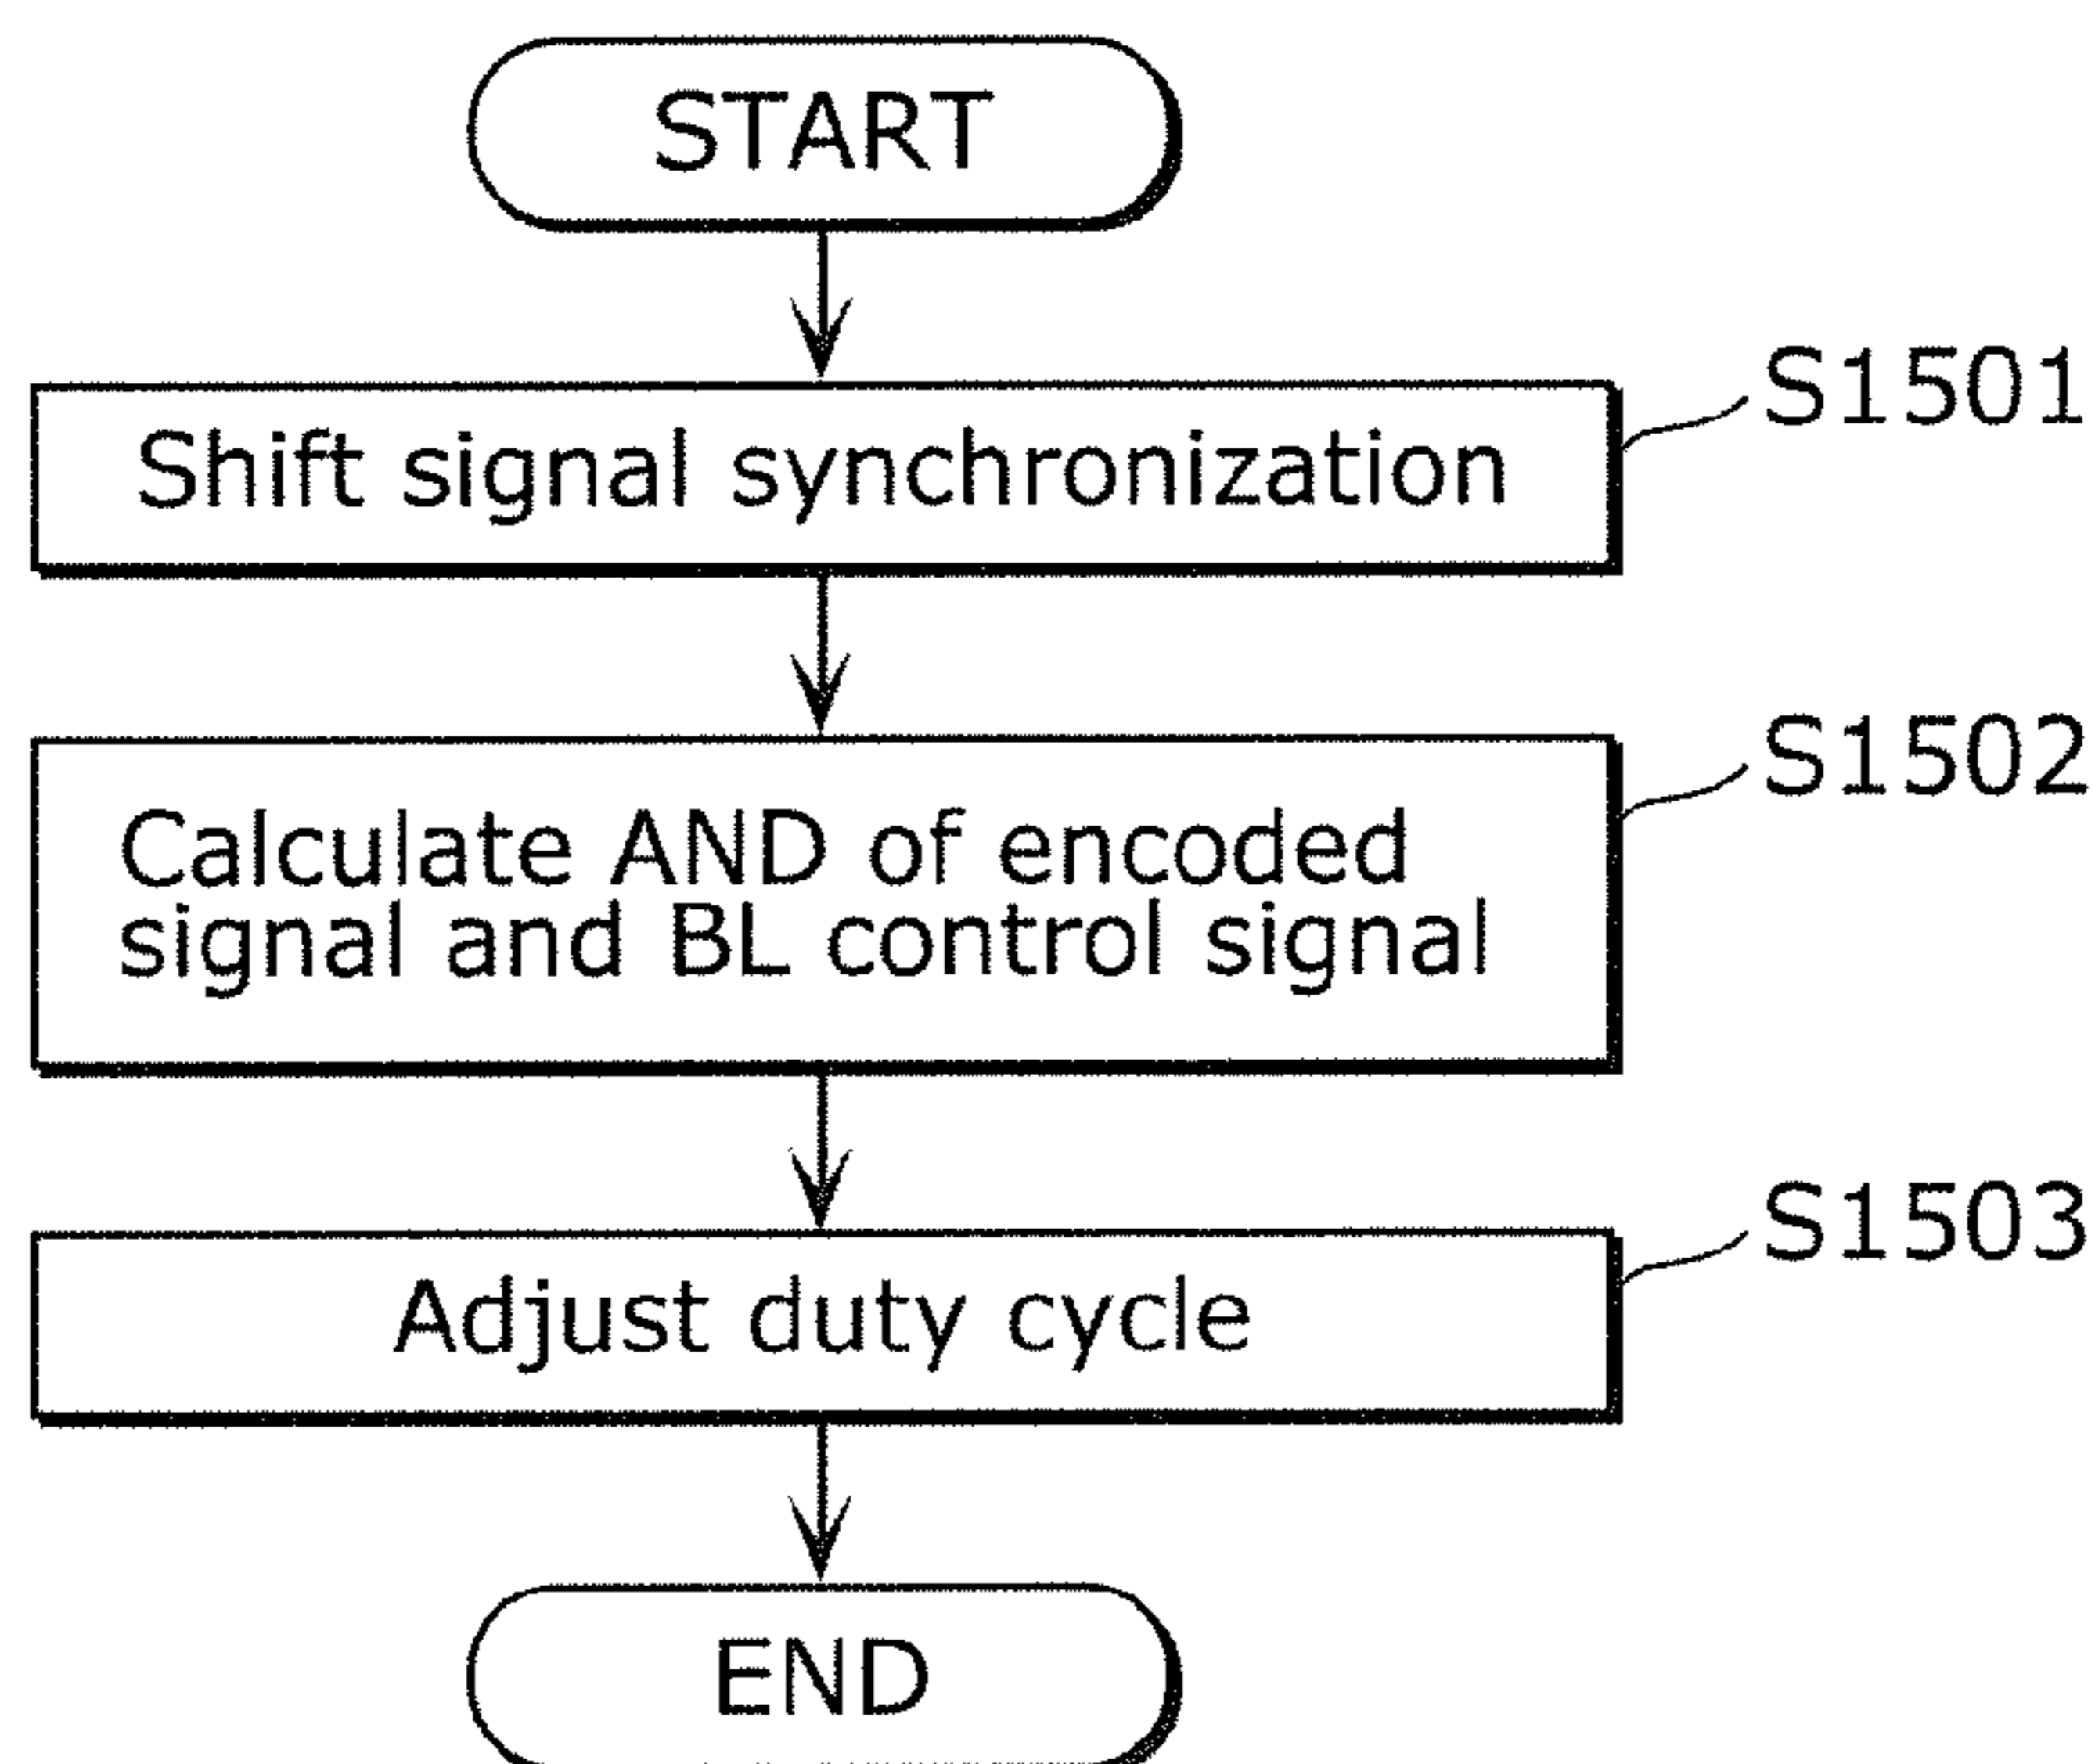 START
S1501
Shift signal synchronization
S1502
Calculate AND of encoded
signal and BL control signal
S1503
Adjust duty cycle
END